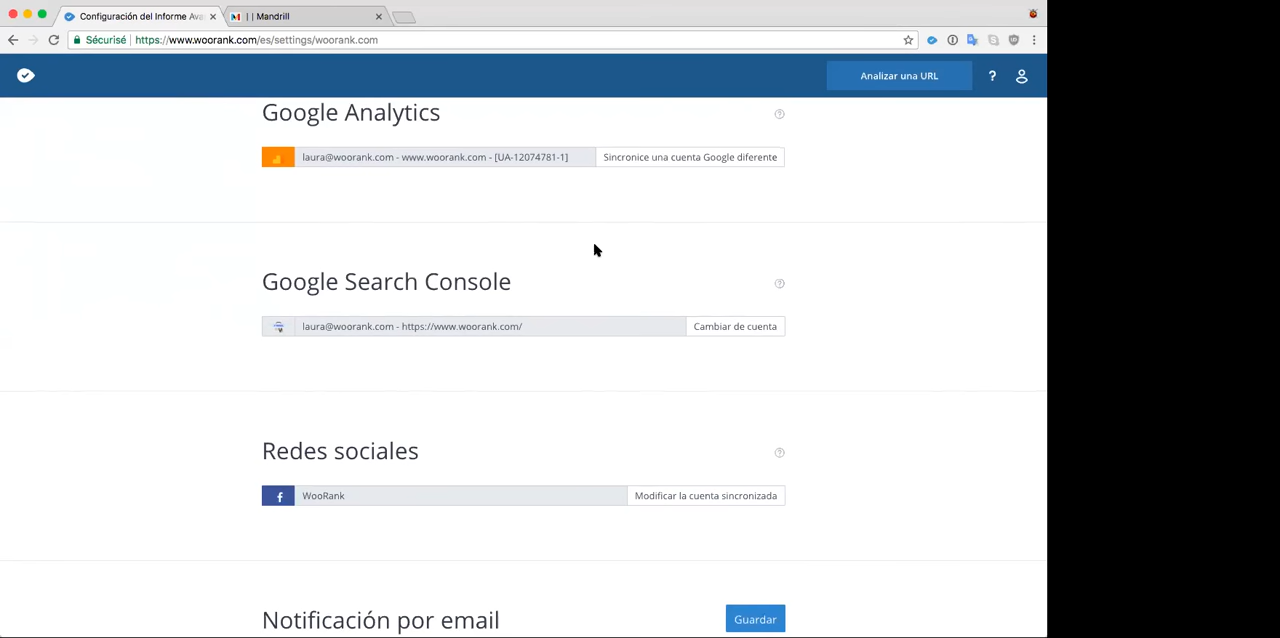 Configuración del Informe Ava
| | Mandrill
Sécurisé
https://www.woorank.com/es/settings/woorank.com
Analizar una URL
?
Google Analytics
?
laura@woorank.com - www.woorank.com - [UA-12074781-1]
Sincronice una cuenta Google diferente
Google Search Console
?
laura@woorank.com - https://www.woorank.com/
Cambiar de cuenta
Redes sociales
?
f
WooRank
Modificar la cuenta sincronizada
Notificación por email
Guardar